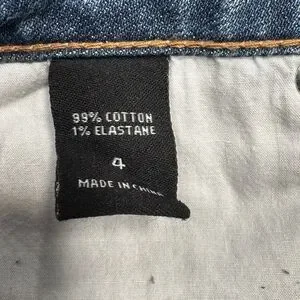 99% COTTON
1% ELASTANE
4
MADE IN CHINA